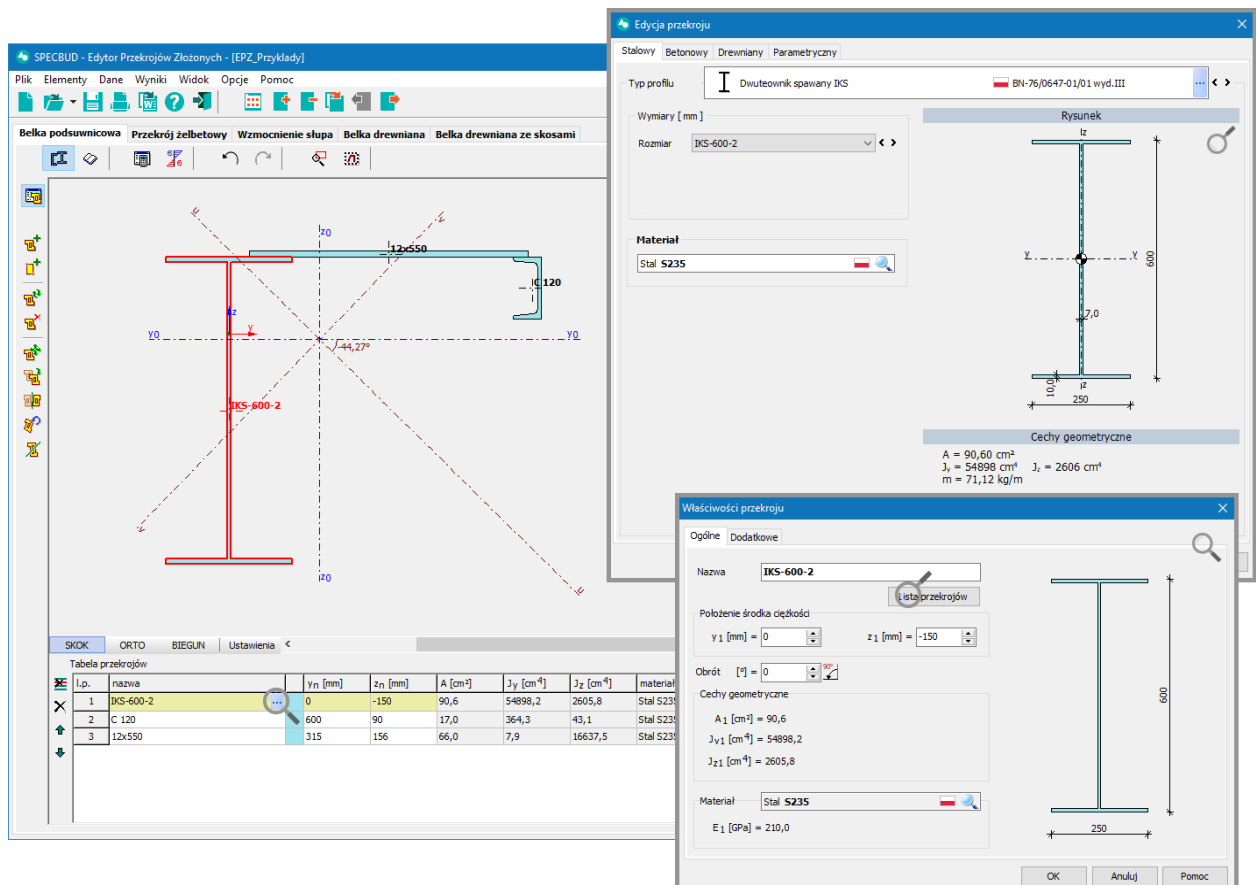 SPECBUD - Edytor Przekrojów Złożonych - [EPZ_Przyklady]
Plik Elementy Dane Wyniki Widok Opcje Pomoc
Belka podsuwnicowa Przekrój żelbetowy Wzmocnienie słupa Belka drewniana Belka drewniana ze skosami
u
v
z0
12x550
C 120
z
y
y0
y0
-44,27°
IKS-600-2
v
z0
u
SKOK ORTO BIEGUN Ustawienia <
Tabela przekrojów
l.p. nazwa yn [mm] zn [mm] A [cm²] Jy [cm4] Jz [cm4] materiał
1 IKS-600-2 ... 0 -150 90,6 54898,2 2605,8 Stal S235
2 C 120 600 90 17,0 364,3 43,1 Stal S235
3 12x550 315 156 66,0 7,9 16637,5 Stal S235
Edycja przekroju
Stalowy Betonowy Drewniany Parametryczny
Typ profilu Dwuteownik spawany IKS BN-76/0647-01/01 wyd.III ... < >
Wymiary [ mm ]
Rozmiar IKS-600-2 < >
Materiał
Stal S235
Rysunek
z
y y
600
7,0
10,0
z
250
Cechy geometryczne
A = 90,60 cm²
Jy = 54898 cm⁴ Jz = 2606 cm⁴
m = 71,12 kg/m
Właściwości przekroju
Ogólne Dodatkowe
Nazwa IKS-600-2
Lista przekrojów
Położenie środka ciężkości
y1 [mm] = 0 z1 [mm] = -150
Obrót [°] = 0 90°
Cechy geometryczne
A1 [cm²] = 90,6
Jy1 [cm4] = 54898,2
Jz1 [cm4] = 2605,8
Materiał Stal S235
E1 [GPa] = 210,0
600
250
OK Anuluj Pomoc